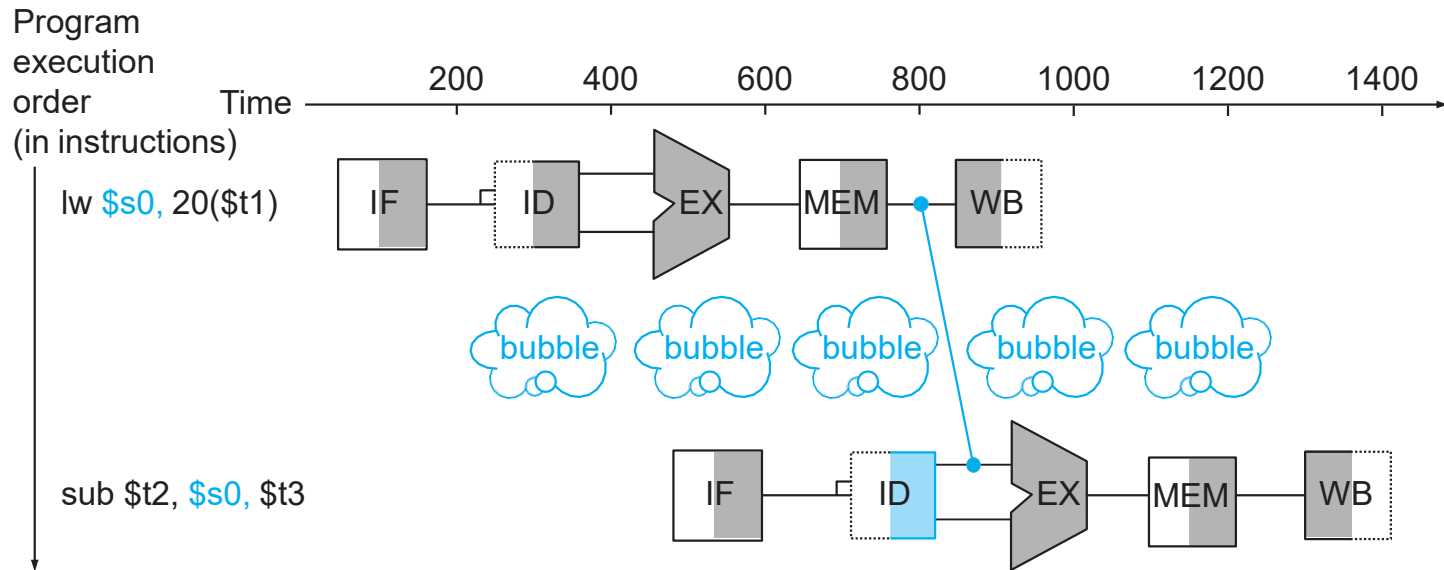 Program
execution
order
(in instructions)
Time
200 400 600 800 1000 1200 1400
lw $s0, 20($t1)
IF ID EX MEM WB
bubble bubble bubble bubble bubble
sub $t2, $s0, $t3
IF ID EX MEM WB